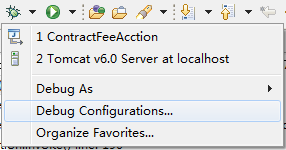 1 ContractFeeAcction
2 Tomcat v6.0 Server at localhost
Debug As
Debug Configurations...
Organize Favorites...